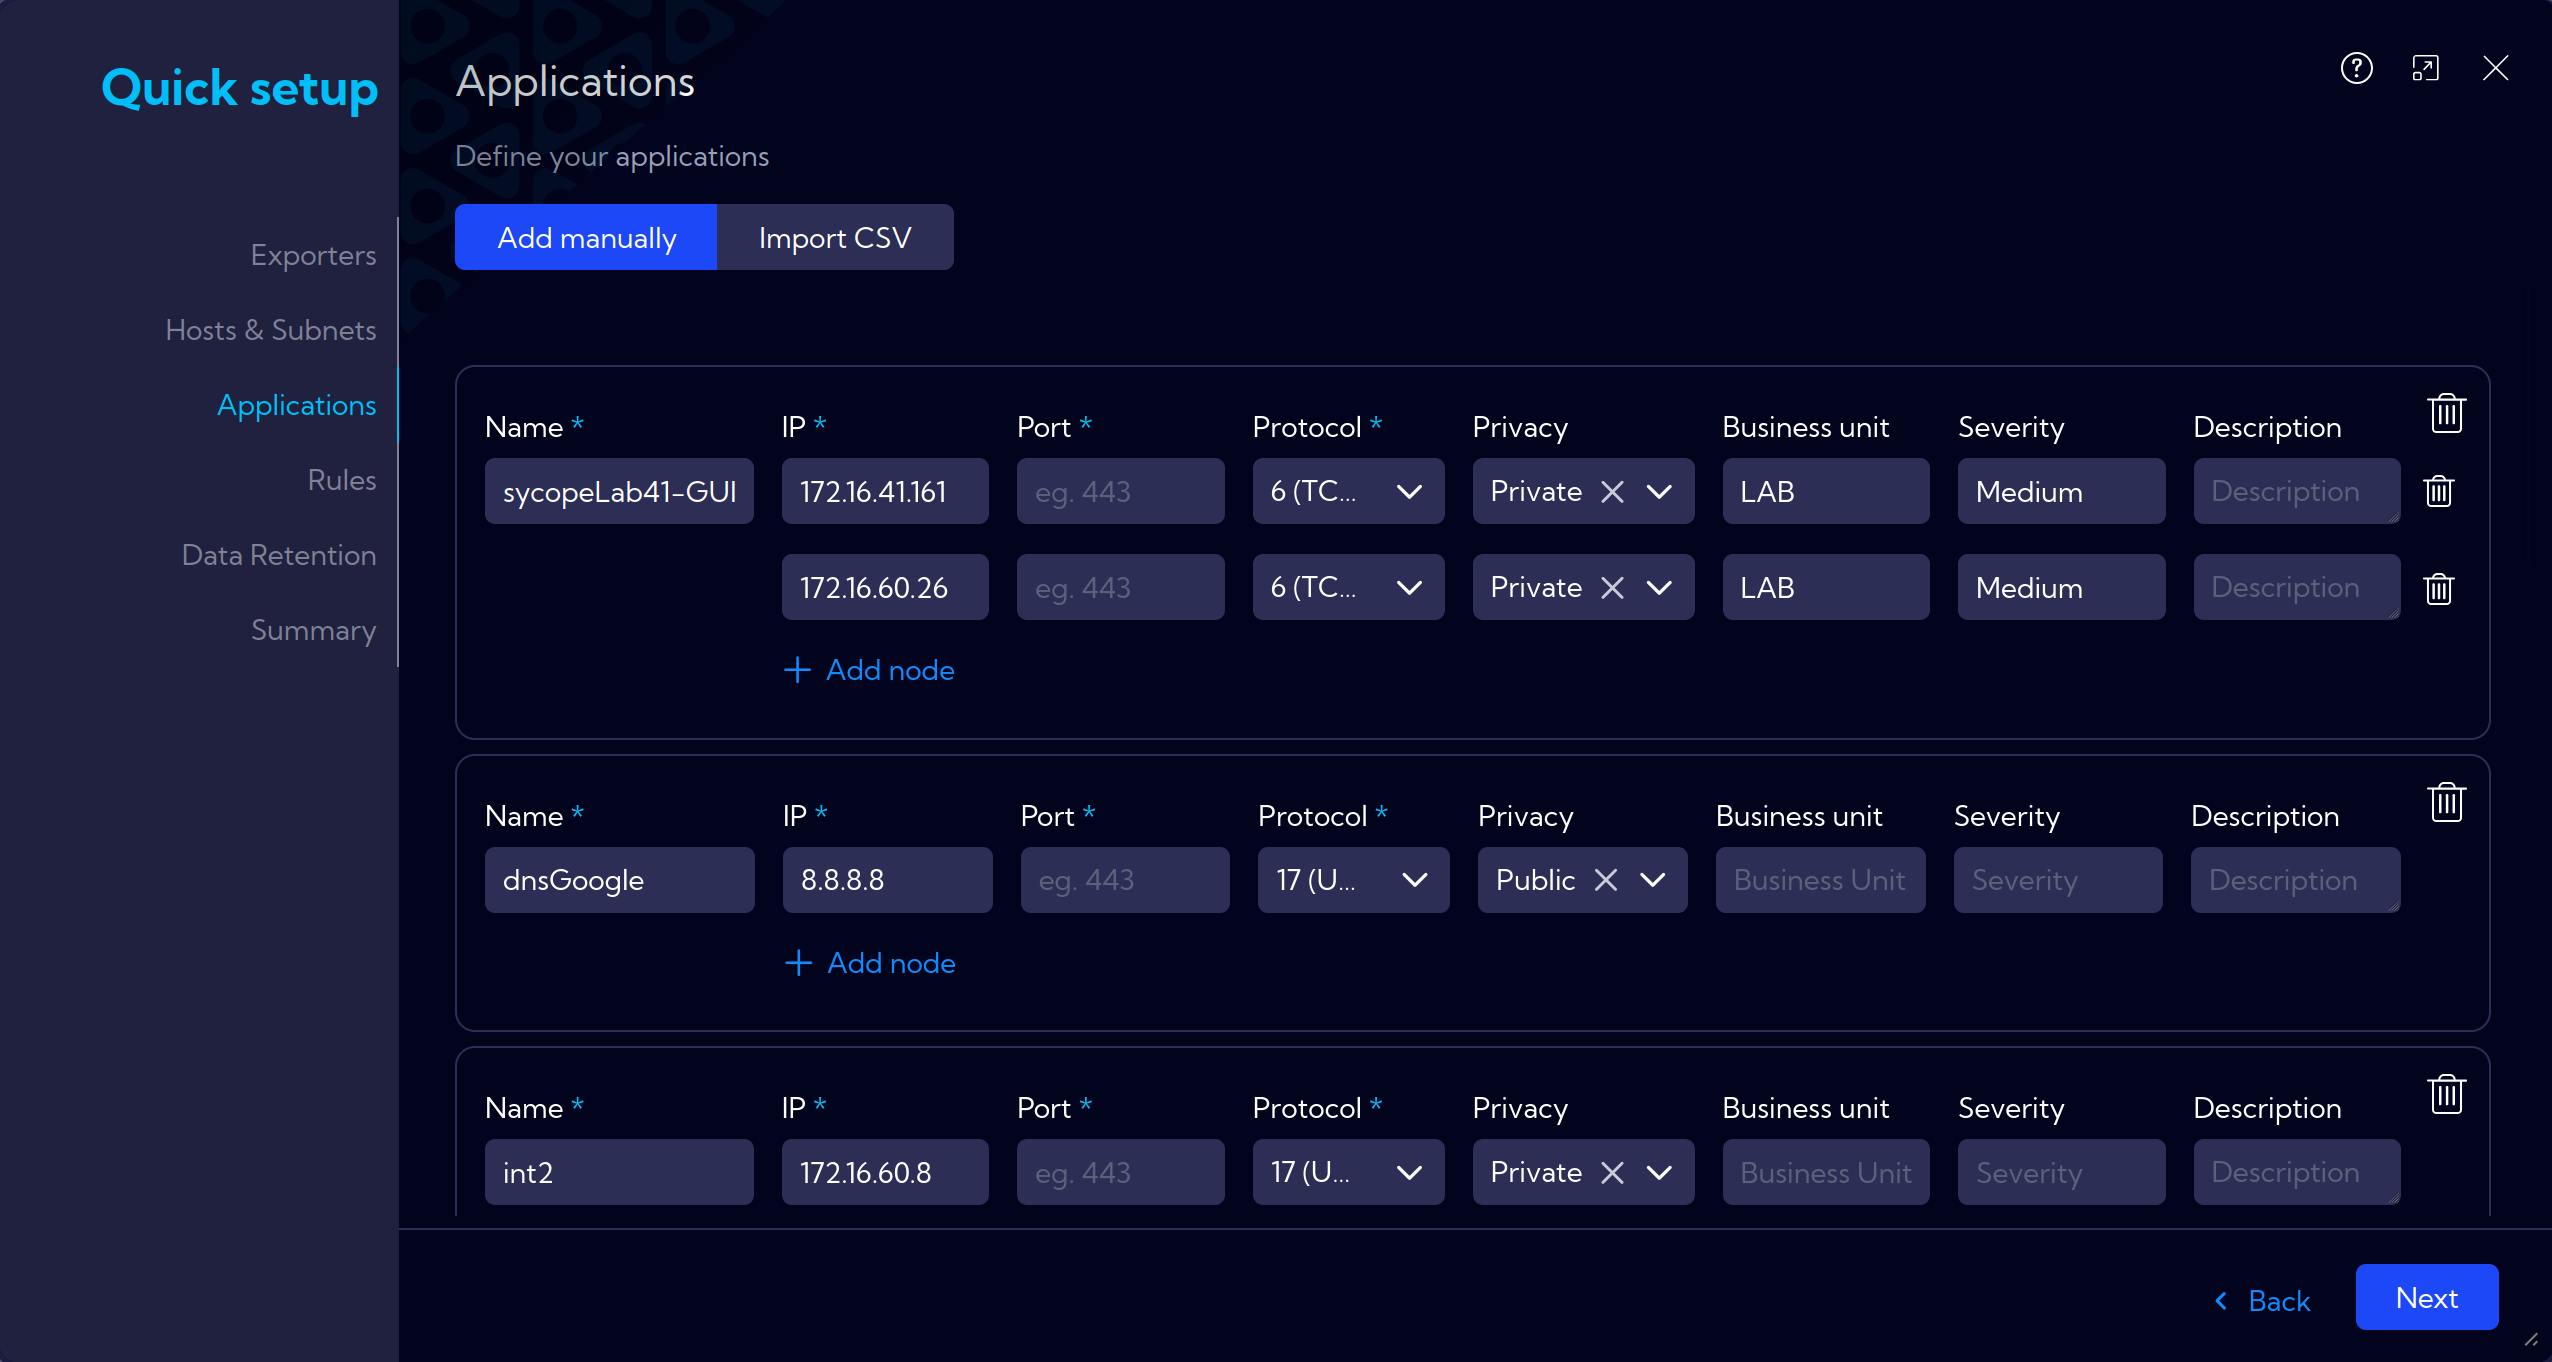 Quick setup
Exporters
Hosts & Subnets
Applications
Rules
Data Retention
Summary
Applications
Define your applications
Add manually Import CSV
Name * IP * Port * Protocol * Privacy Business unit Severity Description
sycopeLab41-GUI 172.16.41.161 eg. 443 6 (TC... Private LAB Medium Description
172.16.60.26 eg. 443 6 (TC... Private LAB Medium Description
+ Add node
Name * IP * Port * Protocol * Privacy Business unit Severity Description
dnsGoogle 8.8.8.8 eg. 443 17 (U... Public Business Unit Severity Description
+ Add node
Name * IP * Port * Protocol * Privacy Business unit Severity Description
int2 172.16.60.8 eg. 443 17 (U... Private Business Unit Severity Description
Back Next